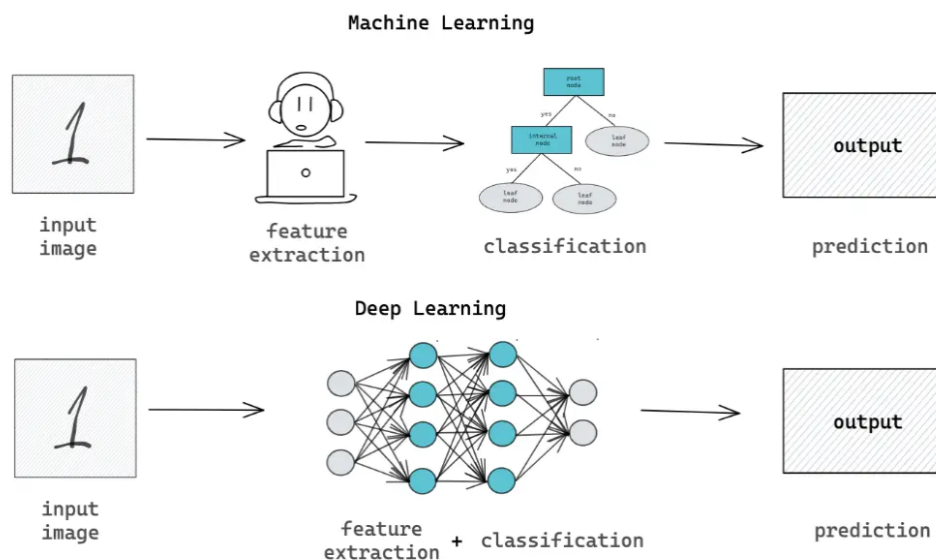 Machine Learning
1
root
node
yes
no
internal
node
leaf
node
yes
no
leaf
node
leaf
node
output
input
image
feature
extraction
classification
prediction
Deep Learning
1
output
input
image
feature
extraction + classification
prediction